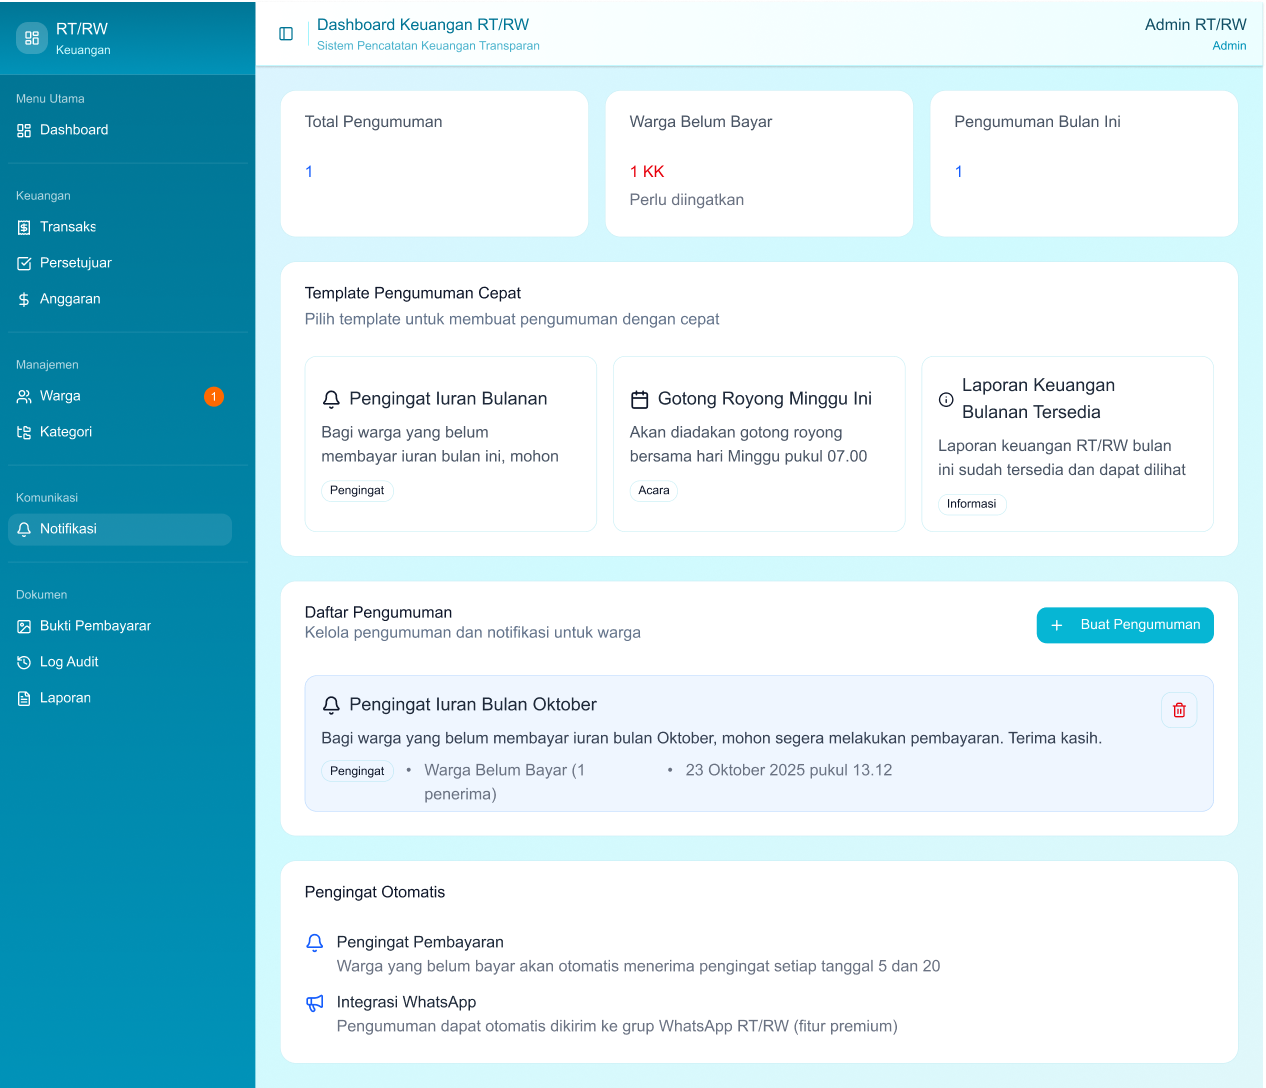 RT/RW
Keuangan
Menu Utama
Dashboard
Keuangan
Transaks
Persetujuar
Anggaran
Manajemen
Warga
1
Kategori
Komunikasi
Notifikasi
Dokumen
Bukti Pembayarar
Log Audit
Laporan
Dashboard Keuangan RT/RW
Sistem Pencatatan Keuangan Transparan
Admin RT/RW
Admin
Total Pengumuman
1
Warga Belum Bayar
1 KK
Perlu diingatkan
Pengumuman Bulan Ini
1
Template Pengumuman Cepat
Pilih template untuk membuat pengumuman dengan cepat
Pengingat Iuran Bulanan
Bagi warga yang belum
membayar iuran bulan ini, mohon
Pengingat
Gotong Royong Minggu Ini
Akan diadakan gotong royong
bersama hari Minggu pukul 07.00
Acara
Laporan Keuangan
Bulanan Tersedia
Laporan keuangan RT/RW bulan
ini sudah tersedia dan dapat dilihat
Informasi
Daftar Pengumuman
Kelola pengumuman dan notifikasi untuk warga
Buat Pengumuman
Pengingat Iuran Bulan Oktober
Bagi warga yang belum membayar iuran bulan Oktober, mohon segera melakukan pembayaran. Terima kasih.
Pengingat • Warga Belum Bayar (1 • 23 Oktober 2025 pukul 13.12
penerima)
Pengingat Otomatis
Pengingat Pembayaran
Warga yang belum bayar akan otomatis menerima pengingat setiap tanggal 5 dan 20
Integrasi WhatsApp
Pengumuman dapat otomatis dikirim ke grup WhatsApp RT/RW (fitur premium)